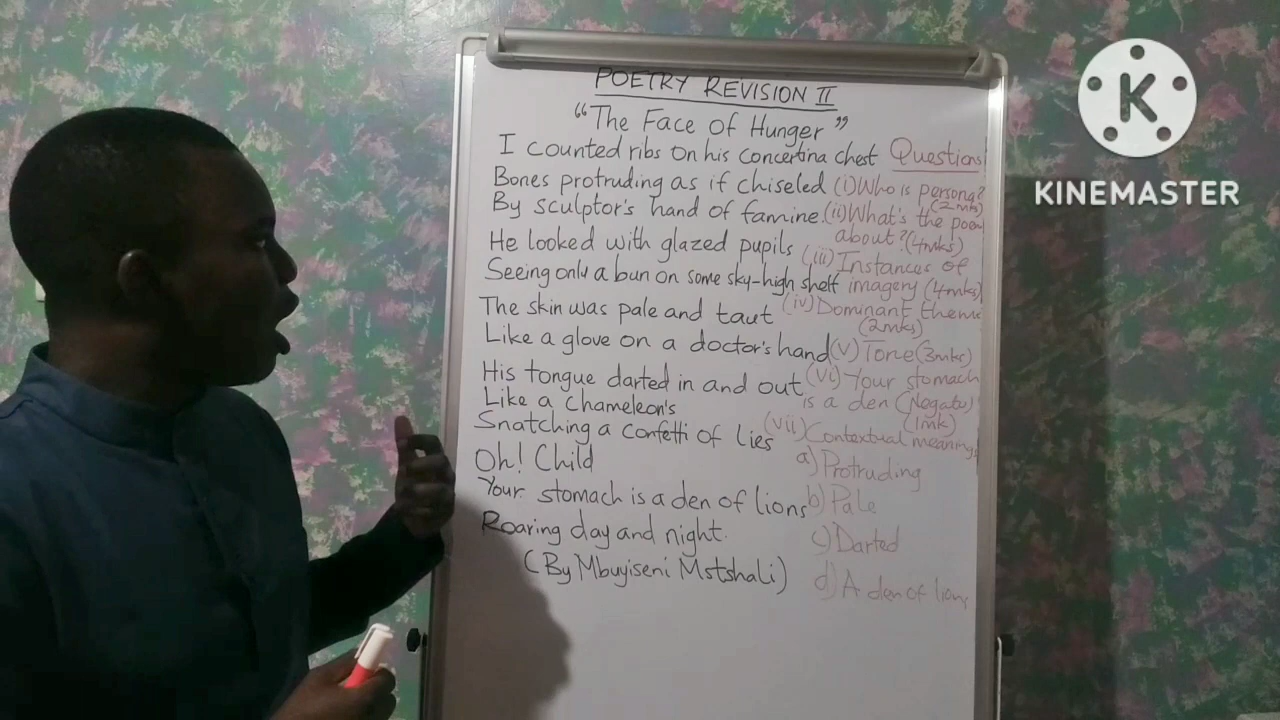 POETRY REVISION II
"The Face of Hunger"
I counted ribs on his concertina chest
Bones protruding as if chiseled
By sculptor's hand of famine.
He looked with glazed pupils
Seeing only a bun on some sky-high shelf
The skin was pale and taut
Like a glove on a doctor's hand
His tongue darted in and out
Like a Chameleon's
Snatching a confetti of lies
Oh! Child
Your stomach is a den of lions
Roaring day and night.
(By Mbuyiseni Mstshali)
Questions
(i) Who is persona?
(2mks)
(ii) What's the poem
about? (4mks)
(iii) Instances of
imagery (4mks)
(iv) Dominant theme
(2mks)
(v) Tone (3mks)
(vi) Your stomach
is a den (Negate)
(1mk)
(vii) Contextual meanings
a) Protruding
b) Pale
c) Darted
d) A den of lions
K
KINEMASTER